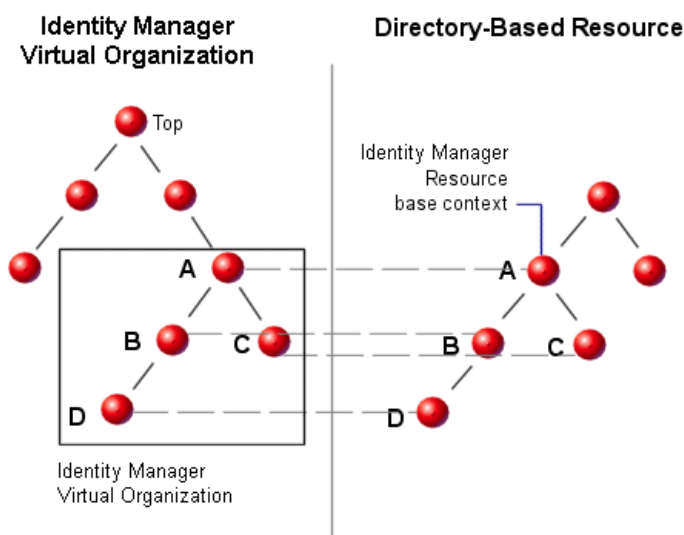 Identity Manager
Virtual Organization
Directory-Based Resource
Top
Identity Manager
Resource
base context
A
B
C
D
A
B
C
D
Identity Manager
Virtual Organization